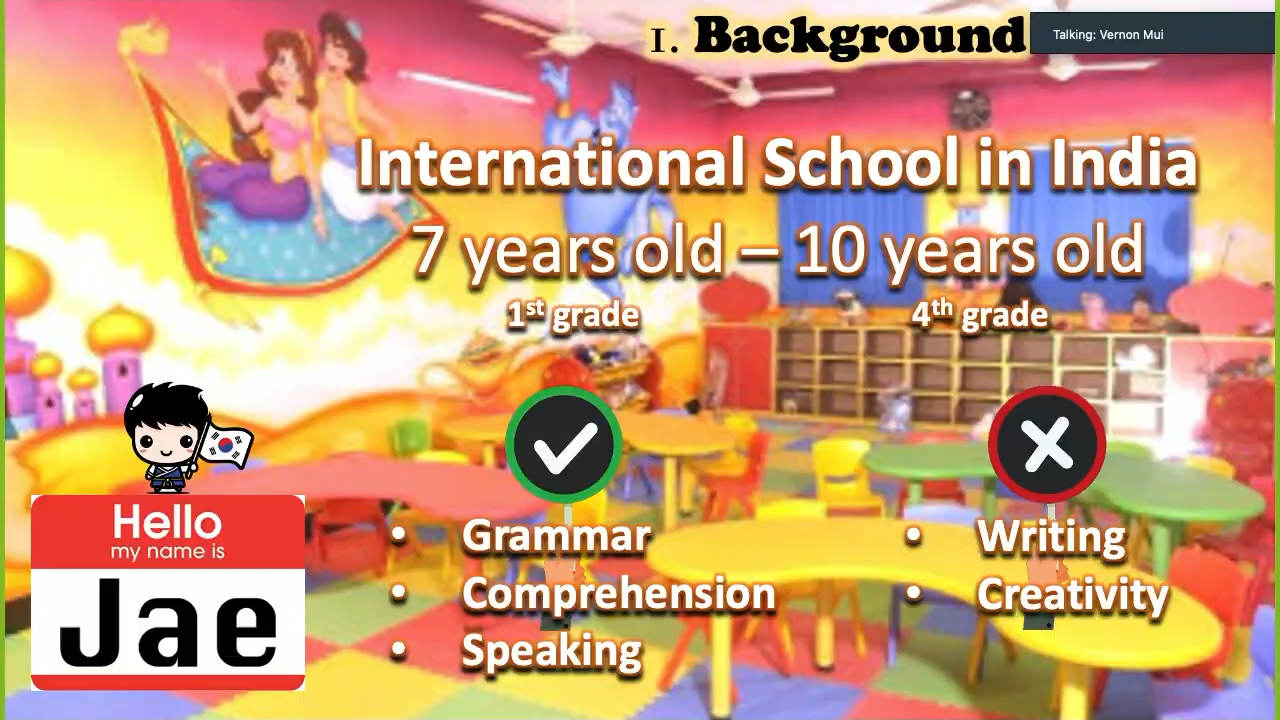 I. Background
Talking: Vernon Mui
International School in India
7 years old – 10 years old
1st grade
4th grade
• Grammar
• Comprehension
• Speaking
• Writing
• Creativity
Hello
my name is
Jae